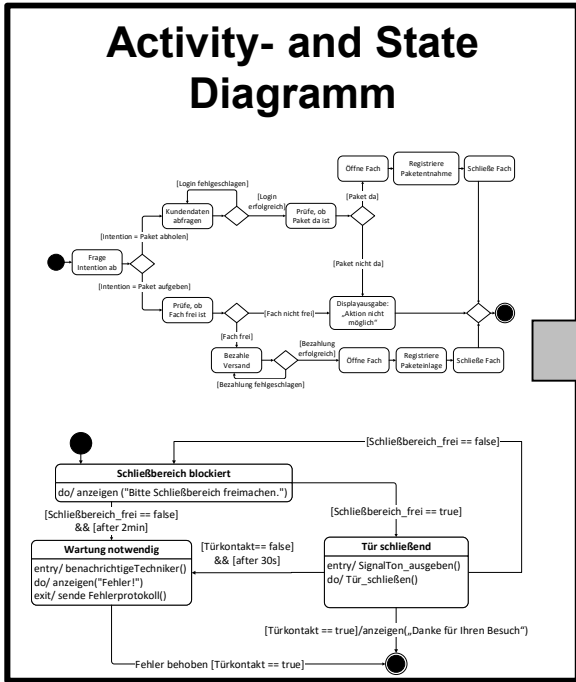 Activity- and State
Diagramm
Öffne Fach
Registriere
Paketentnahme
Schließe Fach
[Login fehlgeschlagen]
Kundendaten
abfragen
[Login
erfolgreich]
Prüfe, ob
Paket da ist
[Paket da]
[Intention = Paket abholen]
Frage
Intention ab
[Paket nicht da]
[Intention = Paket aufgeben]
Prüfe, ob
Fach frei ist
[Fach nicht frei]
Displayausgabe:
„Aktion nicht
möglich“
[Fach frei]
Bezahle
Versand
[Bezahlung
erfolgreich]
Öffne Fach
Registriere
Paketeinlage
Schließe Fach
[Bezahlung fehlgeschlagen]
[Schließbereich_frei == false]
Schließbereich blockiert
do/ anzeigen ("Bitte Schließbereich freimachen.")
[Schließbereich_frei == false]
&& [after 2min]
[Schließbereich_frei == true]
Wartung notwendig
entry/ benachrichtigeTechniker()
do/ anzeigen("Fehler!")
exit/ sende Fehlerprotokoll()
[Türkontakt== false]
&& [after 30s]
Tür schließend
entry/ SignalTon_ausgeben()
do/ Tür_schließen()
[Türkontakt == true]/anzeigen(„Danke für Ihren Besuch“)
Fehler behoben [Türkontakt == true]